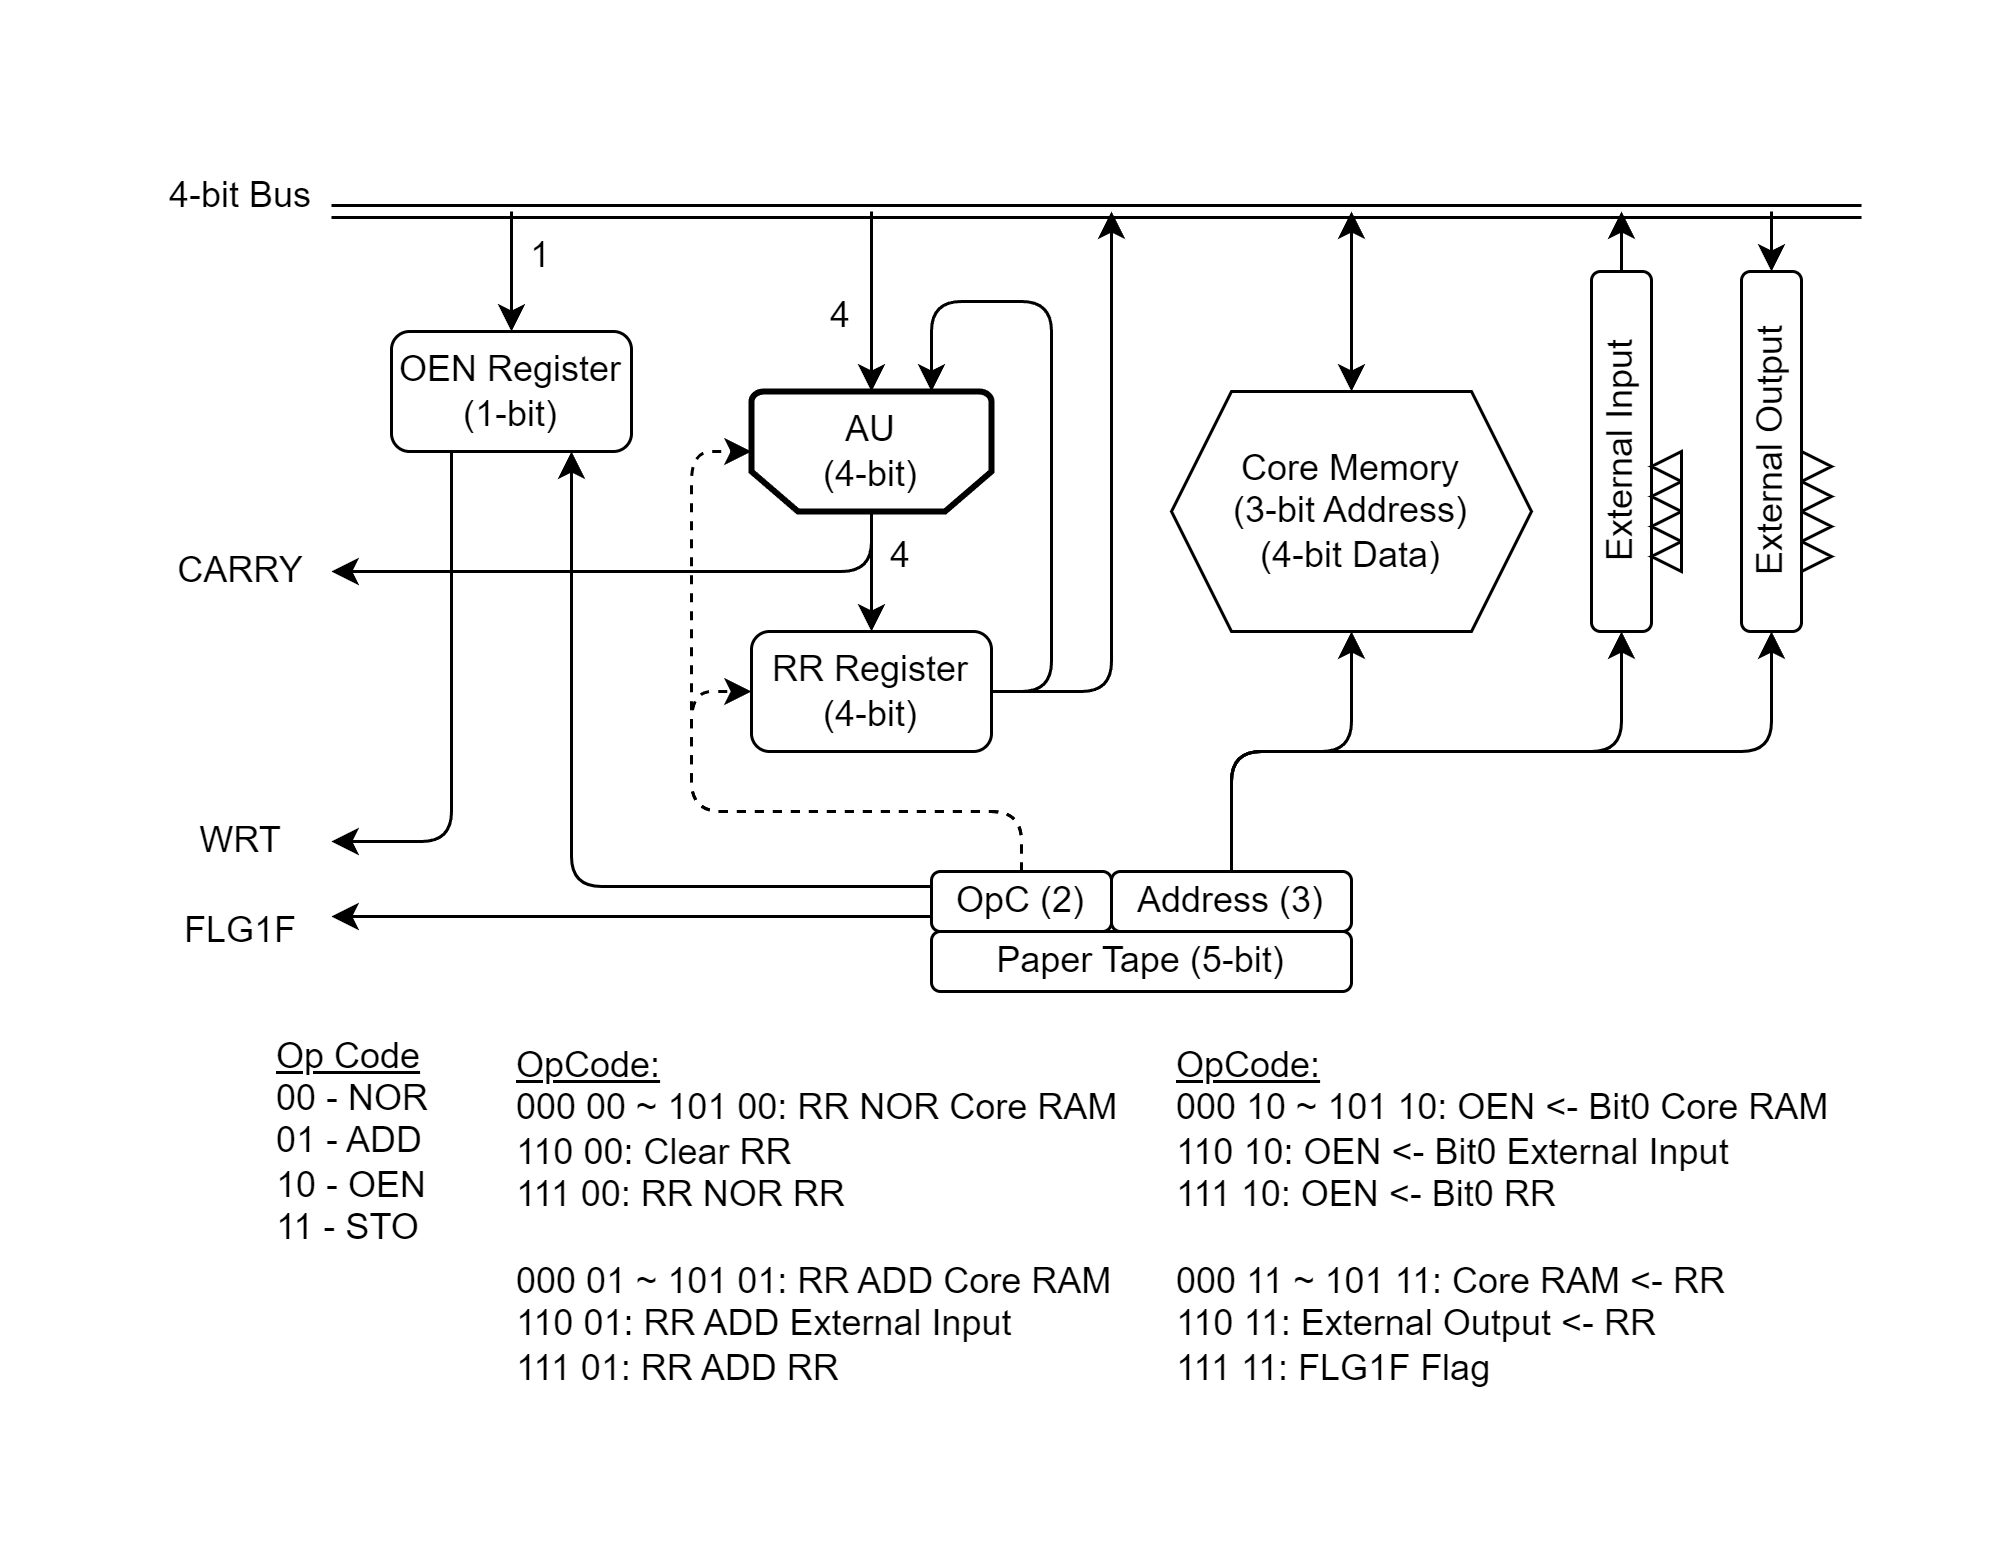 4-bit Bus
1
4
OEN Register
(1-bit)
AU
(4-bit)
4
CARRY
RR Register
(4-bit)
Core Memory
(3-bit Address)
(4-bit Data)
External Input
External Output
WRT
FLG1F
OpC (2)
Address (3)
Paper Tape (5-bit)
Op Code
00 - NOR
01 - ADD
10 - OEN
11 - STO
OpCode:
000 00 ~ 101 00: RR NOR Core RAM
110 00: Clear RR
111 00: RR NOR RR
000 01 ~ 101 01: RR ADD Core RAM
110 01: RR ADD External Input
111 01: RR ADD RR
OpCode:
000 10 ~ 101 10: OEN <- Bit0 Core RAM
110 10: OEN <- Bit0 External Input
111 10: OEN <- Bit0 RR
000 11 ~ 101 11: Core RAM <- RR
110 11: External Output <- RR
111 11: FLG1F Flag